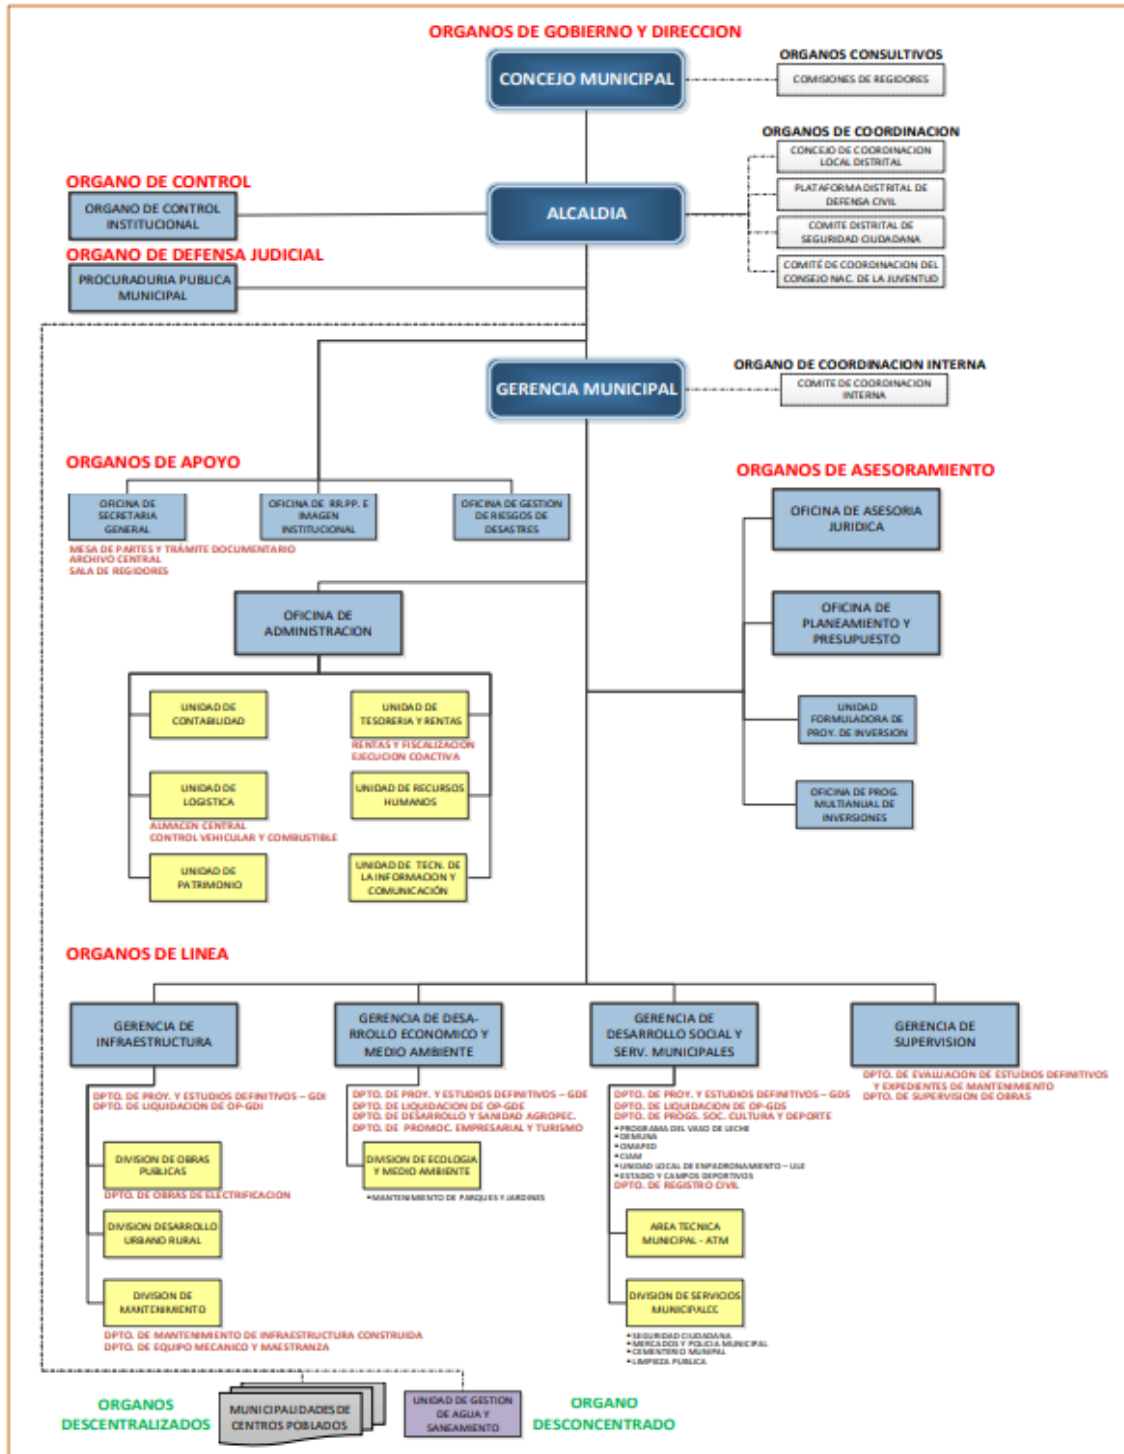 ORGANOS DE GOBIERNO Y DIRECCION
CONCEJO MUNICIPAL
ORGANOS CONSULTIVOS
COMISIONES DE REGIDORES
ORGANOS DE COORDINACION
CONCEJO DE COORDINACION
LOCAL DISTRITAL
PLATAFORMA DISTRITAL DE
DEFENSA CIVIL
COMITE DISTRITAL DE
SEGURIDAD CIUDADANA
COMITÉ DE COORDINACION DEL
CONSEJO NAC. DE LA JUVENTUD
ORGANO DE CONTROL
ORGANO DE CONTROL
INSTITUCIONAL
ALCALDIA
ORGANO DE DEFENSA JUDICIAL
PROCURADURIA PUBLICA
MUNICIPAL
GERENCIA MUNICIPAL
ORGANO DE COORDINACION INTERNA
COMITE DE COORDINACION
INTERNA
ORGANOS DE APOYO
OFICINA DE
SECRETARIA
GENERAL
OFICINA DE RR.PP. E
IMAGEN
INSTITUCIONAL
OFICINA DE GESTION
DE RIESGOS DE
DESASTRES
MESA DE PARTES Y TRÁMITE DOCUMENTARIO
ARCHIVO CENTRAL
SALA DE REGIDORES
ORGANOS DE ASESORAMIENTO
OFICINA DE ASESORIA
JURIDICA
OFICINA DE
PLANEAMIENTO Y
PRESUPUESTO
UNIDAD
FORMULADORA DE
PROY. DE INVERSION
OFICINA DE PROG.
MULTIANUAL DE
INVERSIONES
OFICINA DE
ADMINISTRACION
UNIDAD DE
CONTABILIDAD
UNIDAD DE
TESORERIA Y RENTAS
RENTAS Y FISCALIZACIÓN
EJECUCION COACTIVA
UNIDAD DE
LOGISTICA
ALMACEN CENTRAL
CONTROL VEHICULAR Y COMBUSTIBLE
UNIDAD DE RECURSOS
HUMANOS
UNIDAD DE
PATRIMONIO
UNIDAD DE TECN. DE
LA INFORMACION Y
COMUNICACIÓN
ORGANOS DE LINEA
GERENCIA DE
INFRAESTRUCTURA
DPTO. DE PROY. Y ESTUDIOS DEFINITIVOS – GDI
DPTO. DE LIQUIDACION DE OP-GDI
DIVISION DE OBRAS
PUBLICAS
DPTO. DE OBRAS DE ELECTRIFICACION
DIVISION DESARROLLO
URBANO RURAL
DIVISION DE
MANTENIMIENTO
DPTO. DE MANTENIMIENTO DE INFRAESTRUCTURA CONSTRUIDA
DPTO. DE EQUIPO MECANICO Y MAESTRANZA
GERENCIA DE DESA-
RROLLO ECONOMICO Y
MEDIO AMBIENTE
DPTO. DE PROY. Y ESTUDIOS DEFINITIVOS – GDE
DPTO. DE LIQUIDACION DE OP-GDE
DPTO. DE DESARROLLO Y SANIDAD AGROPEC.
DPTO. DE PROMOC. EMPRESARIAL Y TURISMO
DIVISION DE ECOLOGIA
Y MEDIO AMBIENTE
▪MANTENIMIENTO DE PARQUES Y JARDINES
GERENCIA DE
DESARROLLO SOCIAL Y
SERV. MUNICIPALES
DPTO. DE PROY. Y ESTUDIOS DEFINITIVOS – GDS
DPTO. DE LIQUIDACION DE OP-GDS
DPTO. DE PROGS. SOC. CULTURA Y DEPORTE
▪PROGRAMA DEL VASO DE LECHE
▪DEMUNA
▪OMAPED
▪CIAM
▪UNIDAD LOCAL DE ENPADRONAMIENTO – ULE
▪ESTADIO Y CAMPOS DEPORTIVOS
DPTO. DE REGISTRO CIVIL
AREA TECNICA
MUNICIPAL - ATM
DIVISION DE SERVICIOS
MUNICIPALEC
▪SEGURIDAD CIUDADANA
▪MERCADOS Y POLICIA MUNICIPAL
▪CEMENTERIO MUNIPAL
▪LIMPIEZA PUBLICA
GERENCIA DE
SUPERVISION
DPTO. DE EVALUACION DE ESTUDIOS DEFINITIVOS
Y EXPEDIENTES DE MANTENIMIENTO
DPTO. DE SUPERVISION DE OBRAS
ORGANOS
DESCENTRALIZADOS
MUNICIPALIDADES DE
CENTROS POBLADOS
UNIDAD DE GESTION
DE AGUA Y
SANEAMIENTO
ORGANO
DESCONCENTRADO